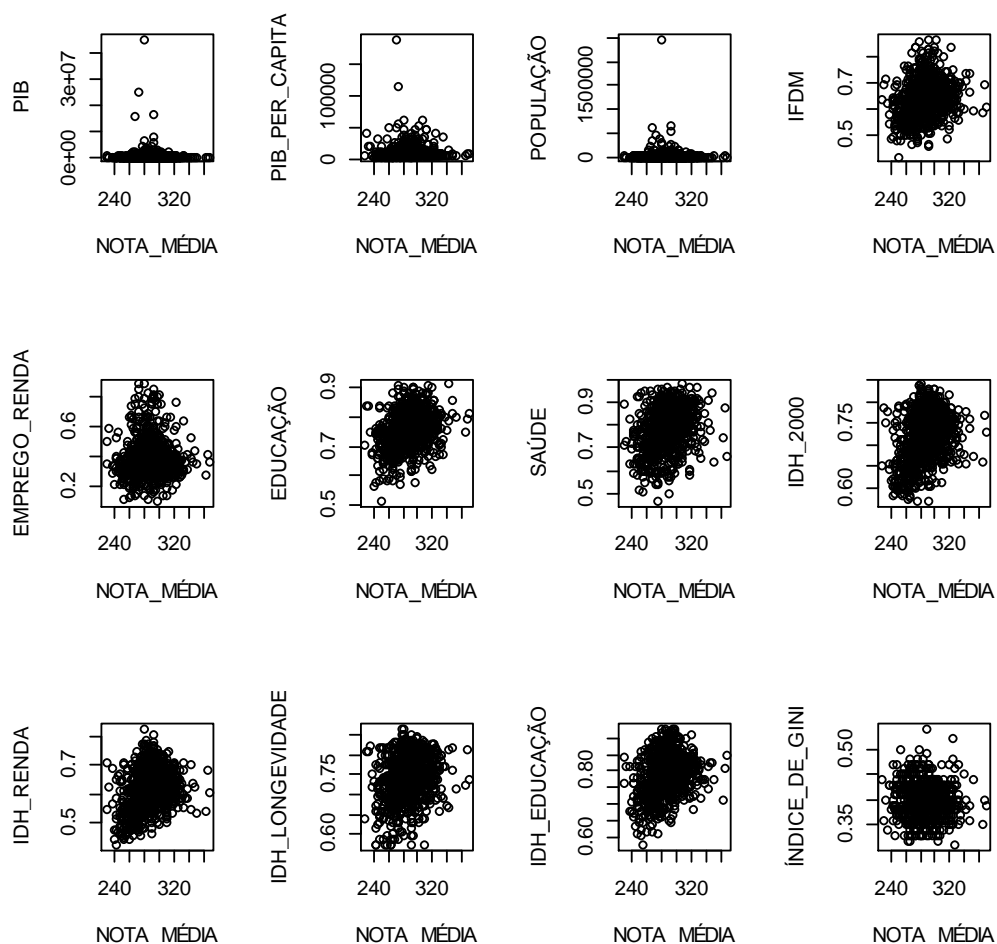 PIB
0e+00 3e+07
240 320
NOTA_MÉDIA
PIB_PER_CAPITA
0 100000
240 320
NOTA_MÉDIA
POPULAÇÃO
0 1500000
240 320
NOTA_MÉDIA
IFDM
0.5 0.7
240 320
NOTA_MÉDIA
EMPREGO_RENDA
0.2 0.6
240 320
NOTA_MÉDIA
EDUCAÇÃO
0.5 0.7 0.9
240 320
NOTA_MÉDIA
SAÚDE
0.5 0.7 0.9
240 320
NOTA_MÉDIA
IDH_2000
0.60 0.75
240 320
NOTA_MÉDIA
IDH_RENDA
0.5 0.7
240 320
NOTA_MÉDIA
IDH_LONGEVIDADE
0.60 0.75
240 320
NOTA_MÉDIA
IDH_EDUCAÇÃO
0.60 0.80
240 320
NOTA_MÉDIA
ÍNDICE_DE_GINI
0.35 0.50
240 320
NOTA_MÉDIA